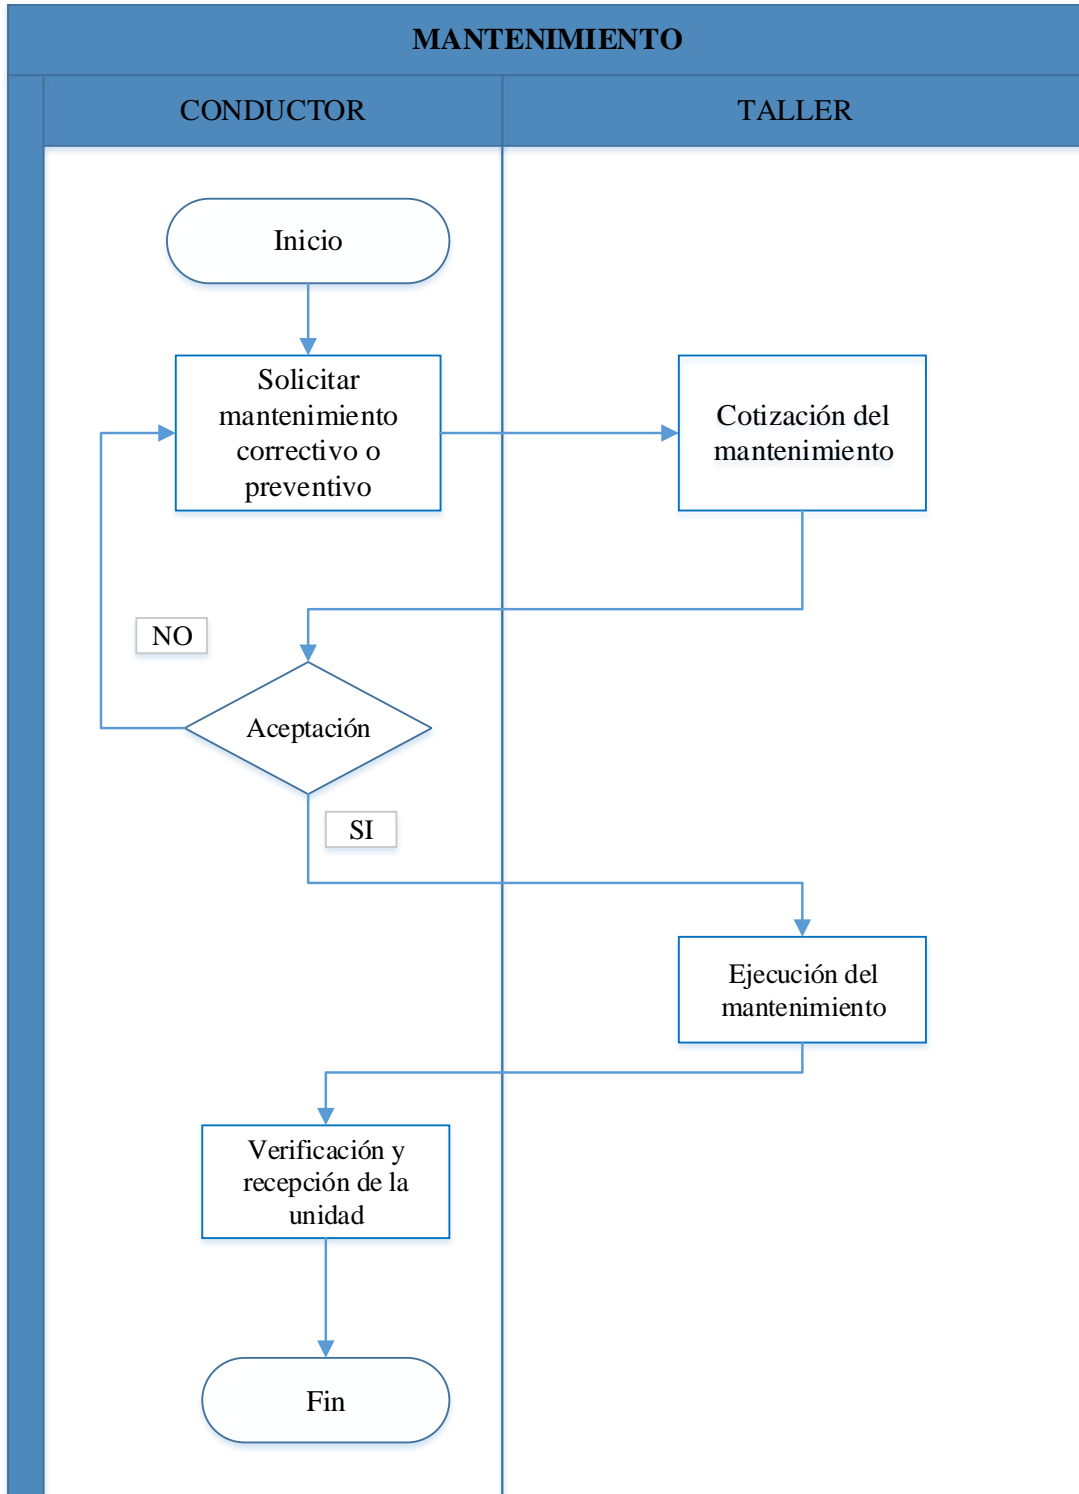 MANTENIMIENTO
CONDUCTOR
TALLER
Inicio
Solicitar
mantenimiento
correctivo o
preventivo
Cotización del
mantenimiento
NO
Aceptación
SI
Ejecución del
mantenimiento
Verificación y
recepción de la
unidad
Fin